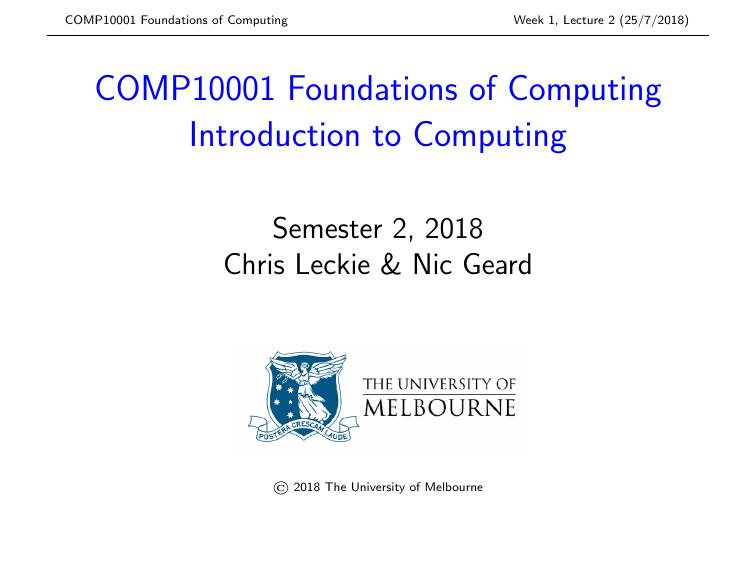 COMP10001 Foundations of Computing
Week 1, Lecture 2 (25/7/2018)
COMP10001 Foundations of Computing
Introduction to Computing
Semester 2, 2018
Chris Leckie & Nic Geard
THE UNIVERSITY OF
MELBOURNE
POSTERA CRESCAM LAUDE
© 2018 The University of Melbourne